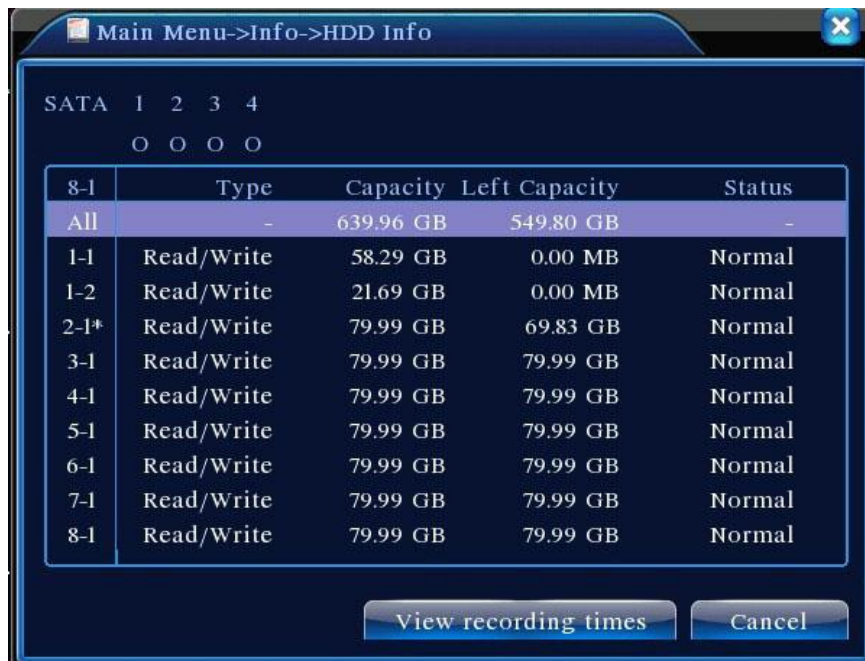 Main Menu->Info->HDD Info
SATA 1 2 3 4
O O O O
8-1 Type Capacity Left Capacity Status
All - 639.96 GB 549.80 GB -
1-1 Read/Write 58.29 GB 0.00 MB Normal
1-2 Read/Write 21.69 GB 0.00 MB Normal
2-1* Read/Write 79.99 GB 69.83 GB Normal
3-1 Read/Write 79.99 GB 79.99 GB Normal
4-1 Read/Write 79.99 GB 79.99 GB Normal
5-1 Read/Write 79.99 GB 79.99 GB Normal
6-1 Read/Write 79.99 GB 79.99 GB Normal
7-1 Read/Write 79.99 GB 79.99 GB Normal
8-1 Read/Write 79.99 GB 79.99 GB Normal
View recording times Cancel